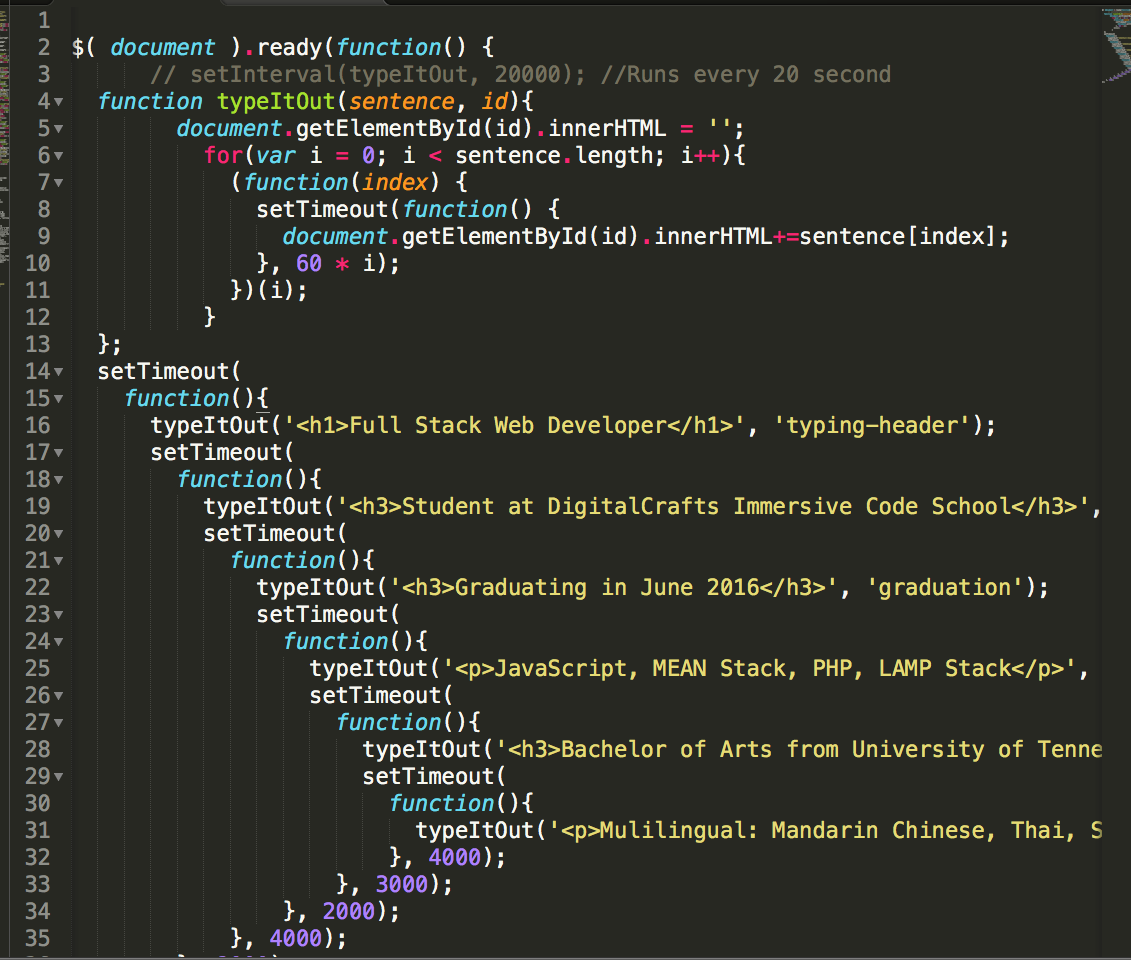 1
2 $( document ).ready(function() {
3 // setInterval(typeItOut, 20000); //Runs every 20 second
4 function typeItOut(sentence, id){
5 document.getElementById(id).innerHTML = '';
6 for(var i = 0; i < sentence.length; i++){
7 (function(index) {
8 setTimeout(function() {
9 document.getElementById(id).innerHTML+=sentence[index];
10 }, 60 * i);
11 })(i);
12 }
13 };
14 setTimeout(
15 function(){
16 typeItOut('<h1>Full Stack Web Developer</h1>', 'typing-header');
17 setTimeout(
18 function(){
19 typeItOut('<h3>Student at DigitalCrafts Immersive Code School</h3>',
20 setTimeout(
21 function(){
22 typeItOut('<h3>Graduating in June 2016</h3>', 'graduation');
23 setTimeout(
24 function(){
25 typeItOut('<p>JavaScript, MEAN Stack, PHP, LAMP Stack</p>',
26 setTimeout(
27 function(){
28 typeItOut('<h3>Bachelor of Arts from University of Tenne
29 setTimeout(
30 function(){
31 typeItOut('<p>Mulilingual: Mandarin Chinese, Thai, S
32 }, 4000);
33 }, 3000);
34 }, 2000);
35 }, 4000);